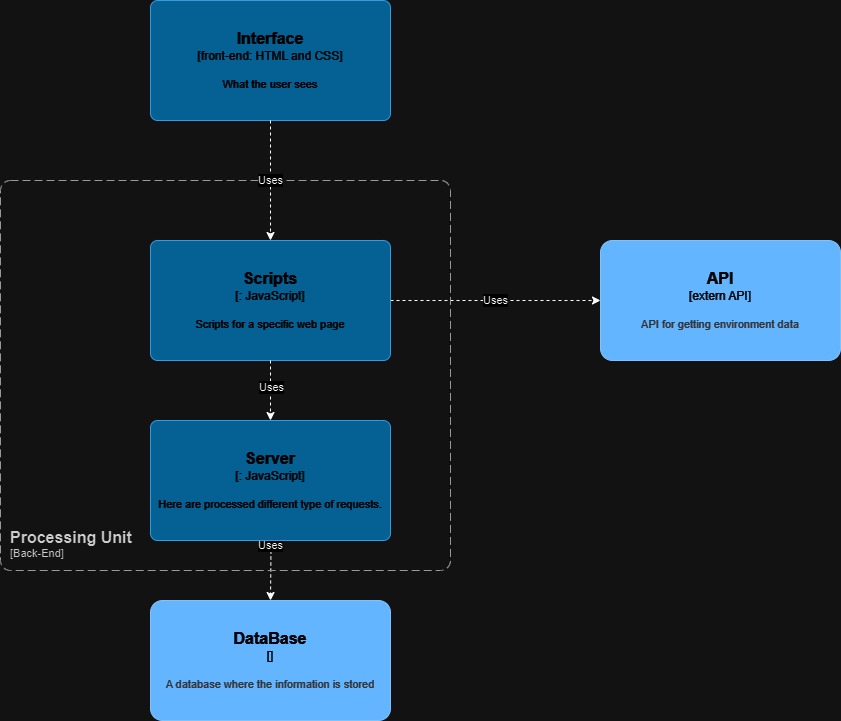 Interface
[front-end: HTML and CSS]
What the user sees
Uses
Scripts
[: JavaScript]
Scripts for a specific web page
Uses
API
[extern API]
API for getting environment data
Uses
Server
[: JavaScript]
Here are processed different type of requests.
Processing Unit
[Back-End]
Uses
DataBase
[]
A database where the information is stored